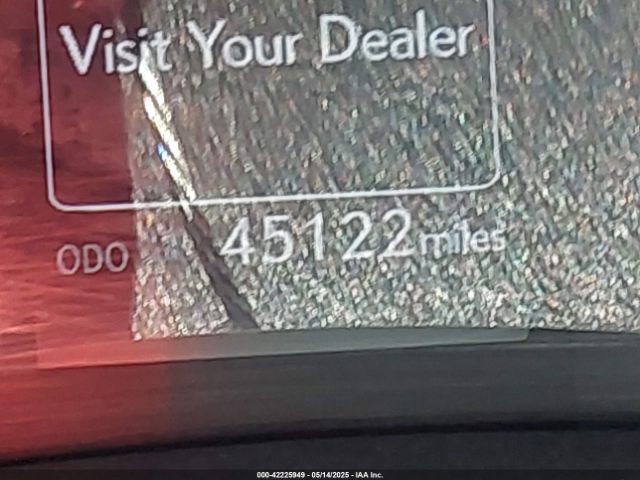 Visit Your Dealer
ODO 45122 miles
000-42225949 - 05/14/2025 - IAA Inc.